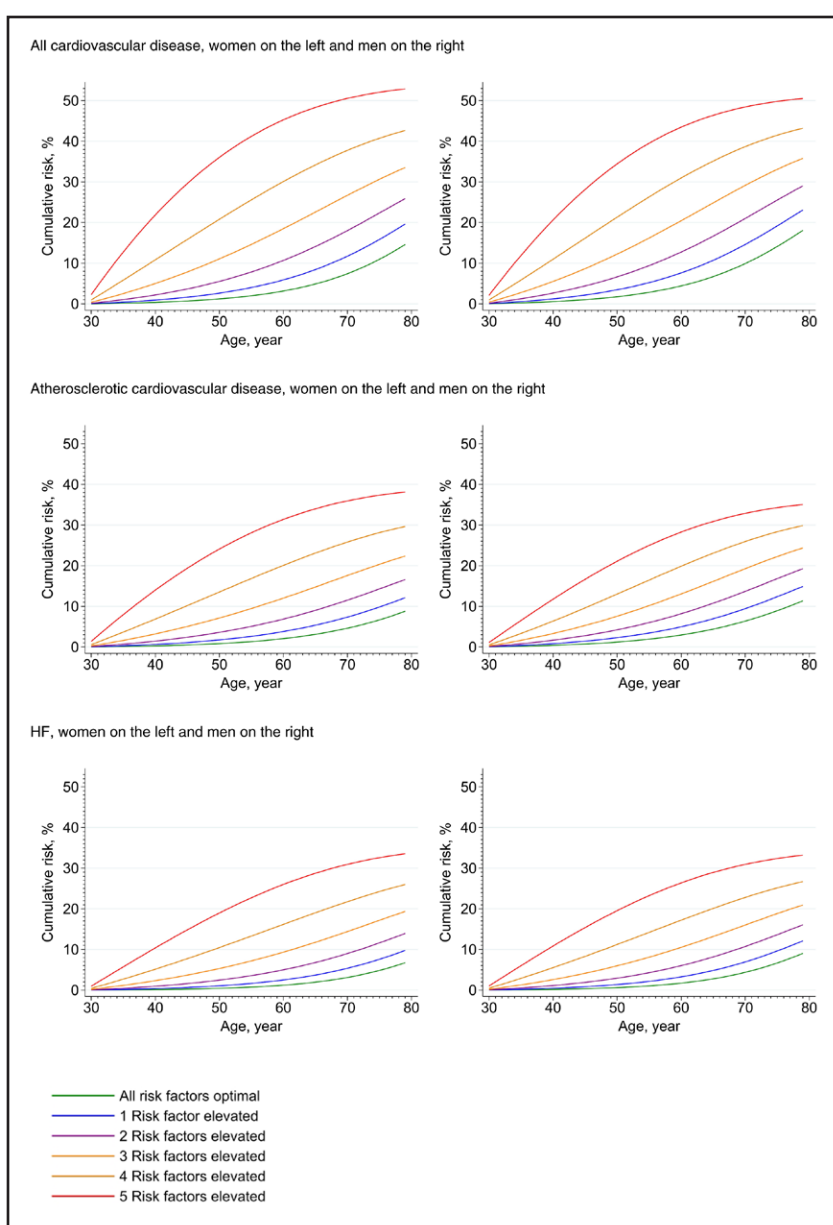 All cardiovascular disease, women on the left and men on the right
Cumulative risk, %
50
40
30
20
10
0
30 40 50 60 70 80
Age, year
Cumulative risk, %
50
40
30
20
10
0
30 40 50 60 70 80
Age, year
Atherosclerotic cardiovascular disease, women on the left and men on the right
Cumulative risk, %
50
40
30
20
10
0
30 40 50 60 70 80
Age, year
Cumulative risk, %
50
40
30
20
10
0
30 40 50 60 70 80
Age, year
HF, women on the left and men on the right
Cumulative risk, %
50
40
30
20
10
0
30 40 50 60 70 80
Age, year
Cumulative risk, %
50
40
30
20
10
0
30 40 50 60 70 80
Age, year
All risk factors optimal
1 Risk factor elevated
2 Risk factors elevated
3 Risk factors elevated
4 Risk factors elevated
5 Risk factors elevated